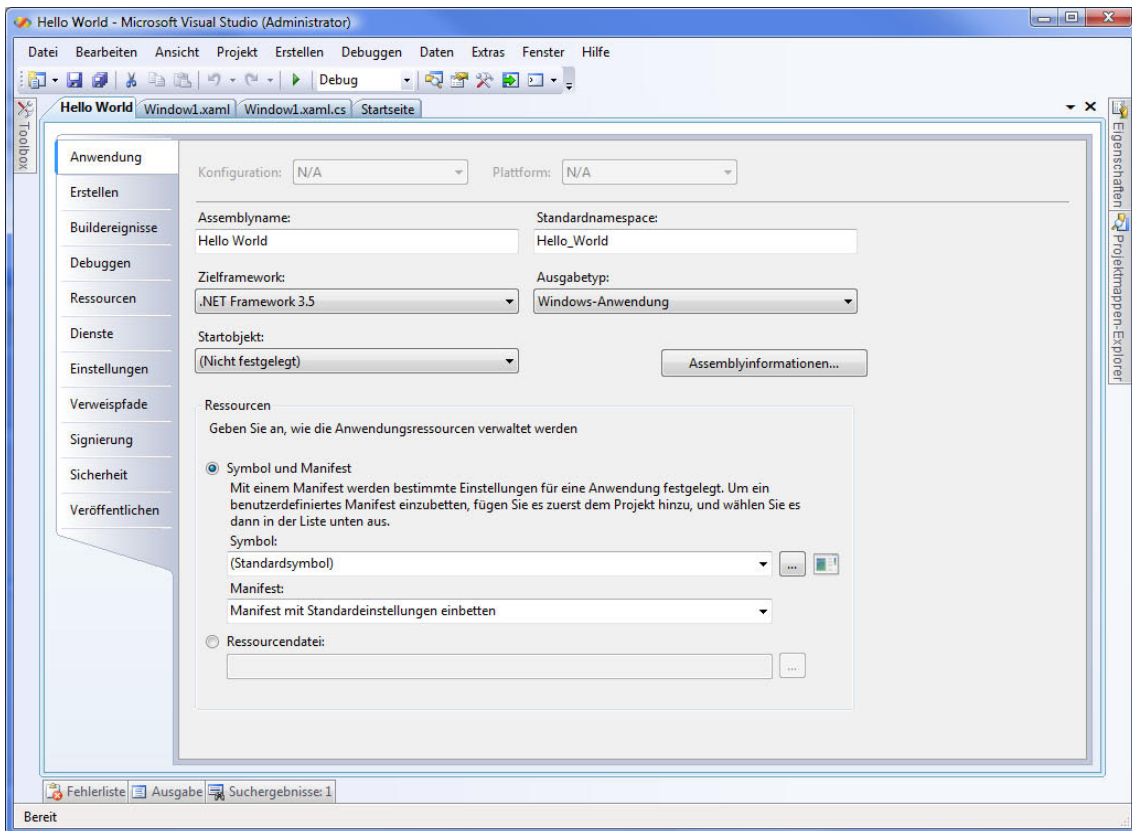 Hello World - Microsoft Visual Studio (Administrator)
Datei Bearbeiten Ansicht Projekt Erstellen Debuggen Daten Extras Fenster Hilfe
Debug
Toolbox
Hello World Window1.xaml Window1.xaml.cs Startseite
Eigenschaften
Projektmappen-Explorer
Anwendung
Erstellen
Buildereignisse
Debuggen
Ressourcen
Dienste
Einstellungen
Verweispfade
Signierung
Sicherheit
Veröffentlichen
Konfiguration: N/A Plattform: N/A
Assemblyname: Standardnamespace:
Hello World Hello_World
Zielframework: Ausgabetyp:
.NET Framework 3.5 Windows-Anwendung
Startobjekt:
(Nicht festgelegt) Assemblyinformationen...
Ressourcen
Geben Sie an, wie die Anwendungsressourcen verwaltet werden
Symbol und Manifest
Mit einem Manifest werden bestimmte Einstellungen für eine Anwendung festgelegt. Um ein
benutzerdefiniertes Manifest einzubetten, fügen Sie es zuerst dem Projekt hinzu, und wählen Sie es
dann in der Liste unten aus.
Symbol:
(Standardsymbol) ...
Manifest:
Manifest mit Standardeinstellungen einbetten
Ressourcendatei:
...
Fehlerliste Ausgabe Suchergebnisse: 1
Bereit